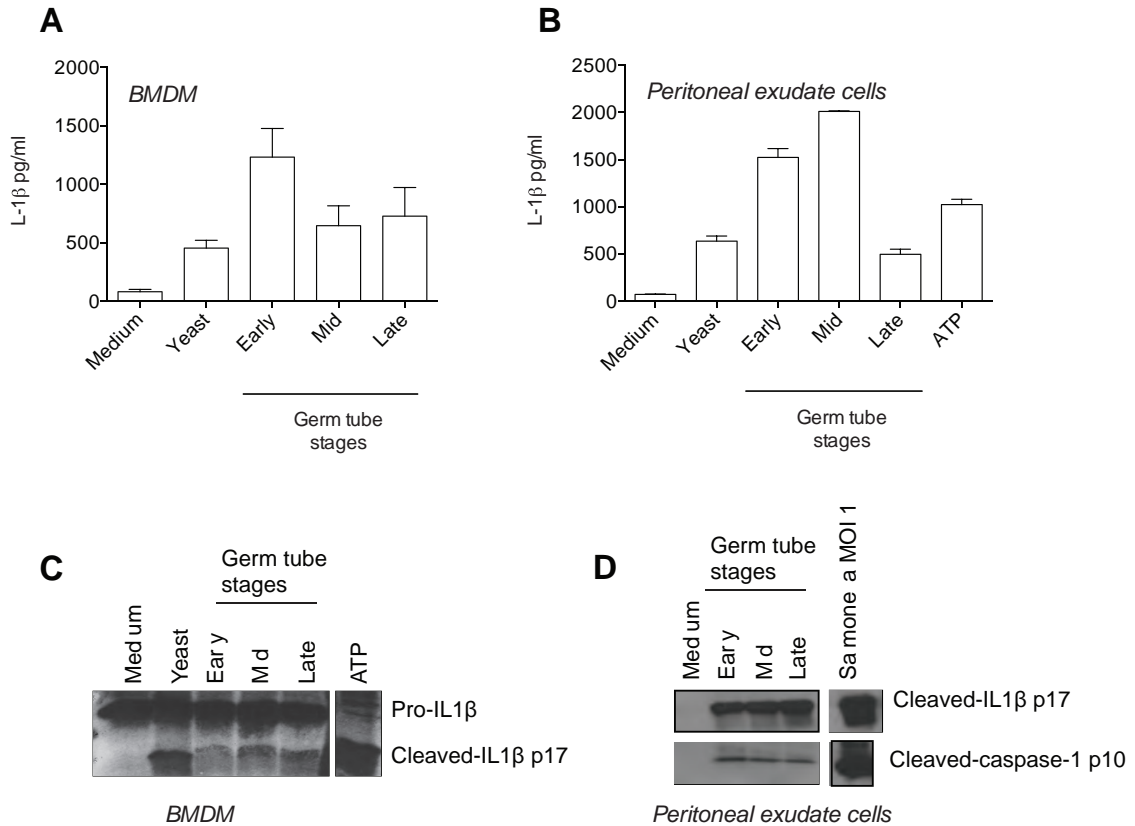 A
2000
1500
1000
500
0
BMDM
L-1β pg/ml
Medium
Yeast
Early
Mid
Late
Germ tube
stages
B
2500
2000
1500
1000
500
0
Peritoneal exudate cells
L-1β pg/ml
Medium
Yeast
Early
Mid
Late
ATP
Germ tube
stages
C
Germ tube
stages
Med um
Yeast
Ear y
M d
Late
ATP
Pro-IL1β
Cleaved-IL1β p17
BMDM
D
Germ tube
stages
Med um
Ear y
M d
Late
Sa mone a MOI 1
Cleaved-IL1β p17
Cleaved-caspase-1 p10
Peritoneal exudate cells